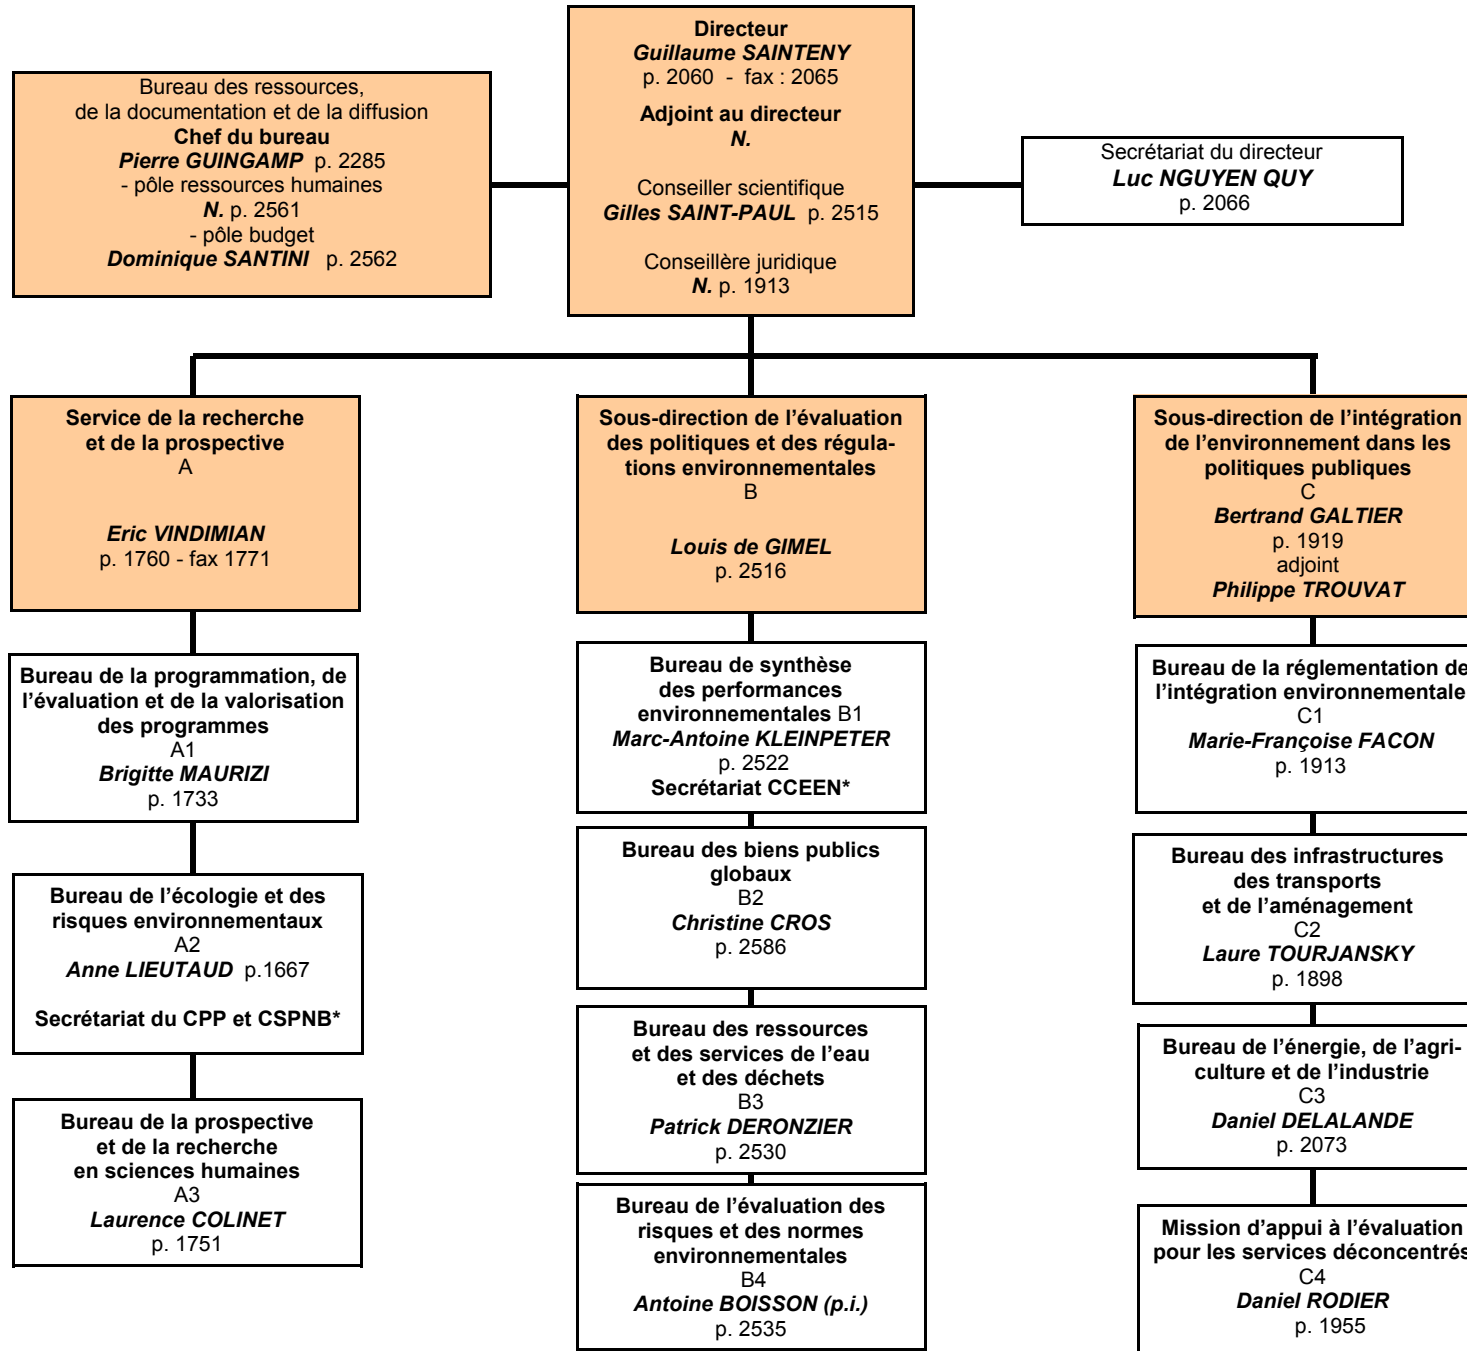 Directeur
Guillaume SAINTENY
p. 2060 - fax : 2065
Adjoint au directeur
N.
Conseiller scientifique
Gilles SAINT-PAUL p. 2515
Conseillère juridique
N. p. 1913
Bureau des ressources,
de la documentation et de la diffusion
Chef du bureau
Pierre GUINGAMP p. 2285
- pôle ressources humaines
N. p. 2561
- pôle budget
Dominique SANTINI p. 2562
Secrétariat du directeur
Luc NGUYEN QUY
p. 2066
Service de la recherche
et de la prospective
A
Eric VINDIMIAN
p. 1760 - fax 1771
Bureau de la programmation, de
l'évaluation et de la valorisation
des programmes
A1
Brigitte MAURIZI
p. 1733
Bureau de l'écologie et des
risques environnementaux
A2
Anne LIEUTAUD p.1667
Secrétariat du CPP et CSPNB*
Bureau de la prospective
et de la recherche
en sciences humaines
A3
Laurence COLINET
p. 1751
Sous-direction de l'évaluation
des politiques et des régula-
tions environnementales
B
Louis de GIMEL
p. 2516
Bureau de synthèse
des performances
environnementales B1
Marc-Antoine KLEINPETER
p. 2522
Secrétariat CCEEN*
Bureau des biens publics
globaux
B2
Christine CROS
p. 2586
Bureau des ressources
et des services de l'eau
et des déchets
B3
Patrick DERONZIER
p. 2530
Bureau de l'évaluation des
risques et des normes
environnementales
B4
Antoine BOISSON (p.i.)
p. 2535
Sous-direction de l'intégration
de l'environnement dans les
politiques publiques
C
Bertrand GALTIER
p. 1919
adjoint
Philippe TROUVAT
Bureau de la réglementation de
l'intégration environnementale
C1
Marie-Françoise FACON
p. 1913
Bureau des infrastructures
des transports
et de l'aménagement
C2
Laure TOURJANSKY
p. 1898
Bureau de l'énergie, de l'agri-
culture et de l'industrie
C3
Daniel DELALANDE
p. 2073
Mission d'appui à l'évaluation
pour les services déconcentrés
C4
Daniel RODIER
p. 1955